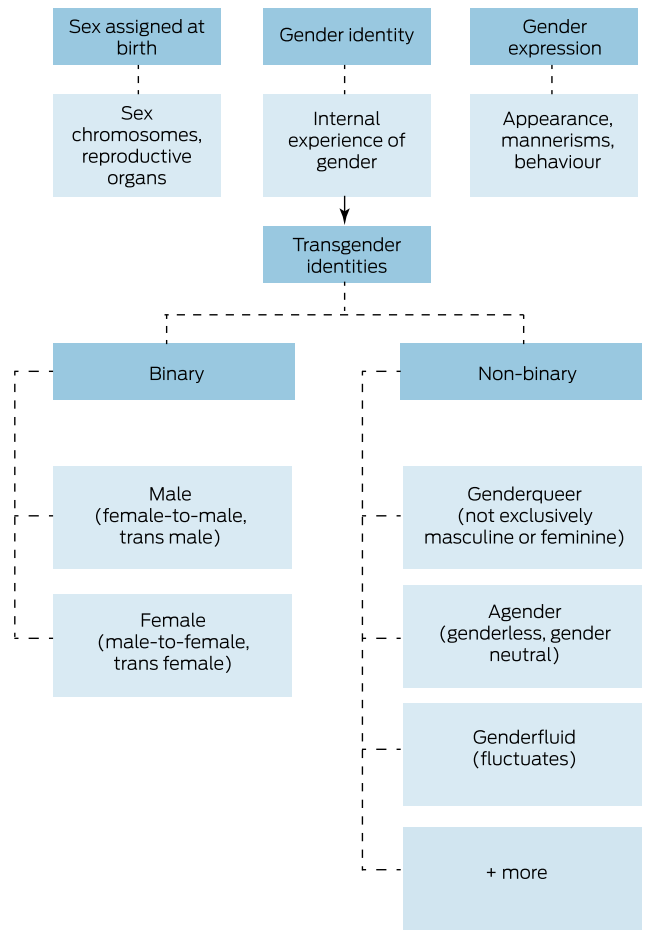 Sex assigned at
birth
Gender identity
Gender
expression
Sex
chromosomes,
reproductive
organs
Internal
experience of
gender
Appearance,
mannerisms,
behaviour
Transgender
identities
Binary
Non-binary
Male
(female-to-male,
trans male)
Female
(male-to-female,
trans female)
Genderqueer
(not exclusively
masculine or feminine)
Agender
(genderless, gender
neutral)
Genderfluid
(fluctuates)
+ more